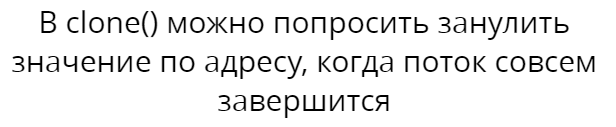 В clone() можно попросить занулить
значение по адресу, когда поток совсем
завершится